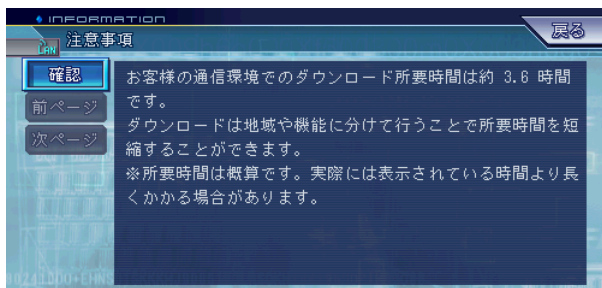 INFORMATION
LAN 注意事項
戻る
確認
前ページ
次ページ
お客様の通信環境でのダウンロード所要時間は約 3.6 時間
です。
ダウンロードは地域や機能に分けて行うことで所要時間を短
縮することができます。
※所要時間は概算です。実際には表示されている時間より長
くかかる場合があります。